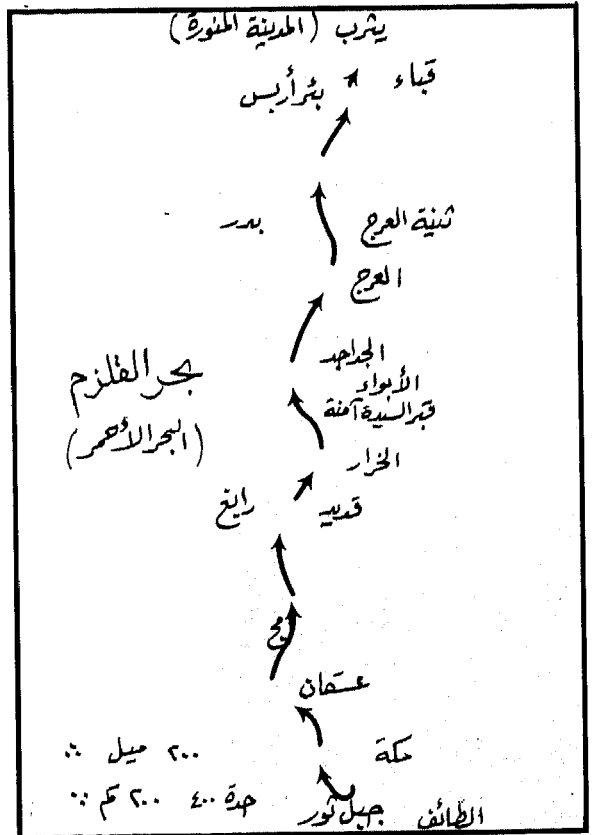 يثرب (المدينة المنورة)
قباء
بئر أريس
ثنية العرج
بدر
العرج
الجداجد
الأبواء
قبر السيدة آمنة
بحر القلزم
(البحر الأحمر)
الخرار
قديد
رابغ
أمج
عسفان
مكة
٢٠٠ ميل
٤٠٠ ٢٠٠ كم
جبل ثور
الطائف